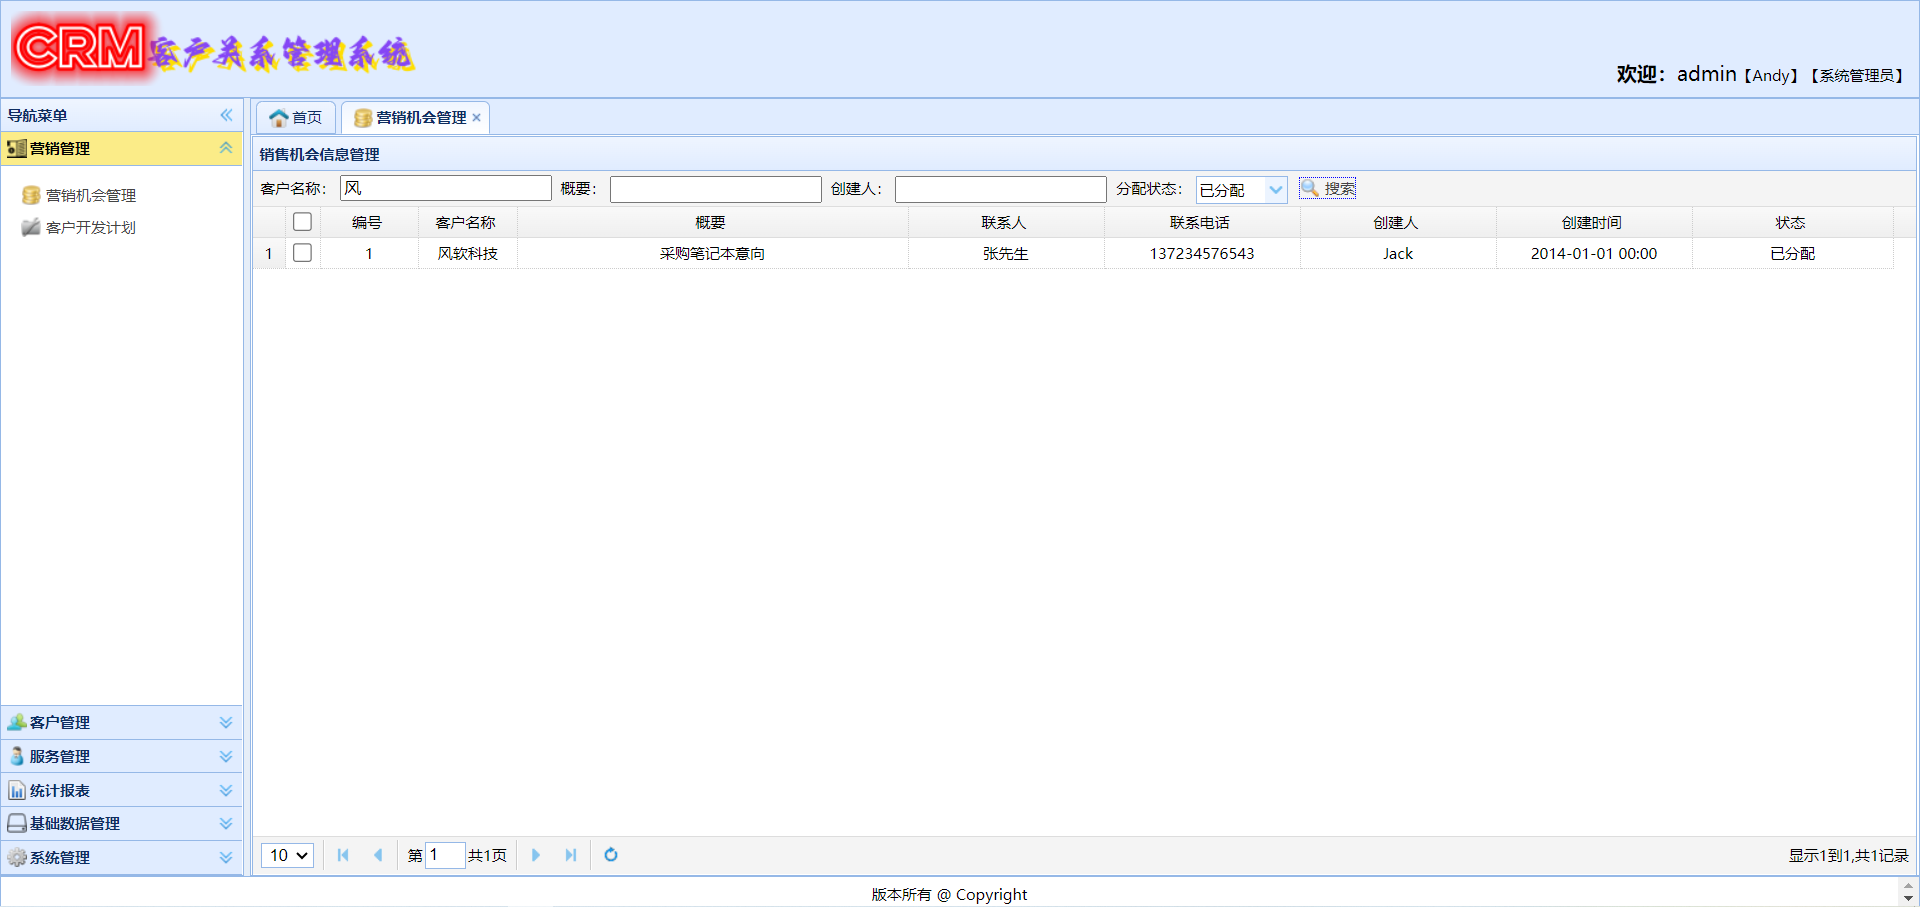 CRM客户关系管理系统
欢迎：admin【Andy】【系统管理员】
导航菜单
营销管理
营销机会管理
客户开发计划
客户管理
服务管理
统计报表
基础数据管理
系统管理
首页 营销机会管理
销售机会信息管理
客户名称： 风 概要： 创建人： 分配状态： 已分配 搜索
编号 客户名称 概要 联系人 联系电话 创建人 创建时间 状态
1 1 风软科技 采购笔记本意向 张先生 137234576543 Jack 2014-01-01 00:00 已分配
10 第 1 共1页 显示1到1,共1记录
版本所有 @ Copyright